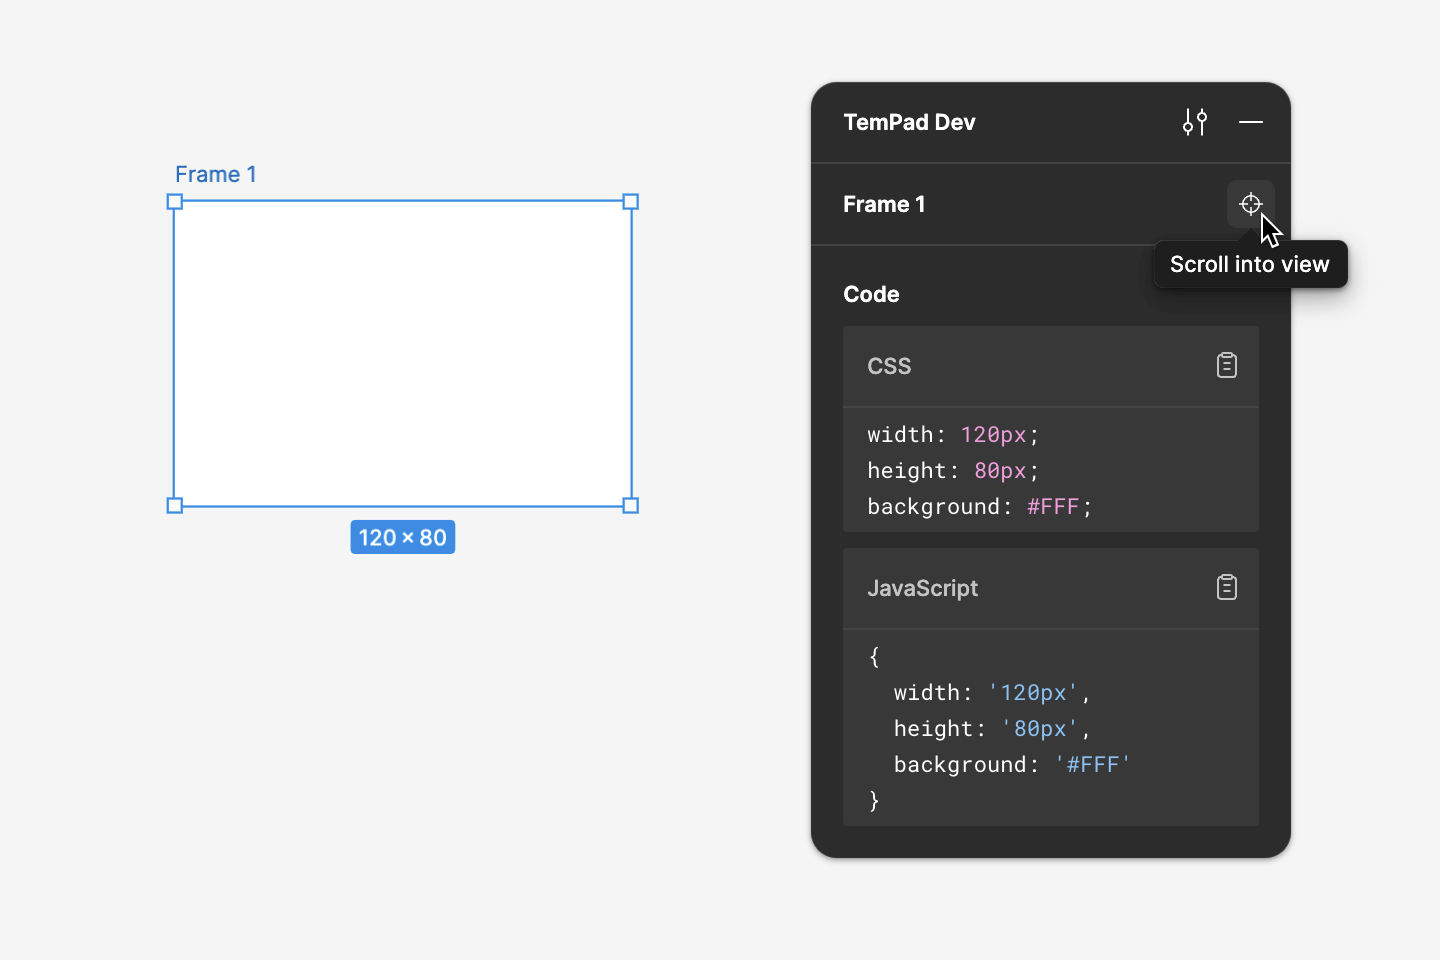 Frame 1
120 × 80
TemPad Dev
Frame 1
Scroll into view
Code
CSS
width: 120px;
height: 80px;
background: #FFF;
JavaScript
{
  width: '120px',
  height: '80px',
  background: '#FFF'
}